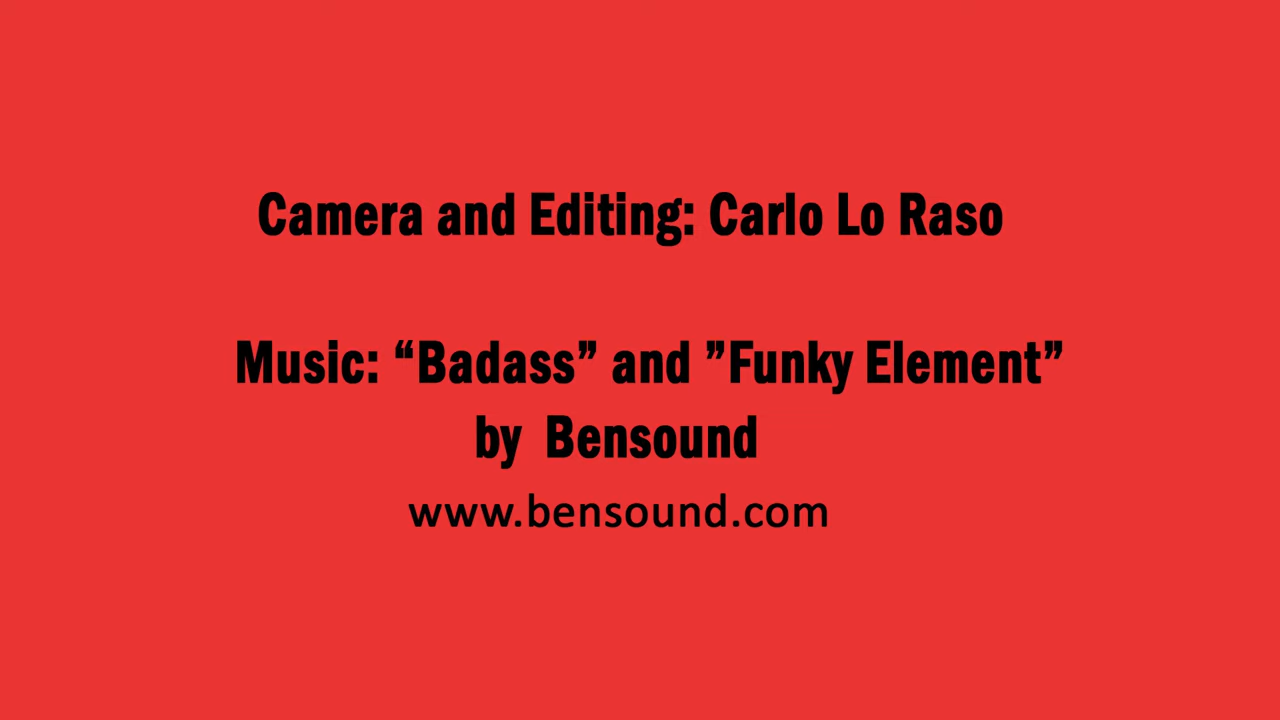 Camera and Editing: Carlo Lo Raso
Music: “Badass” and ”Funky Element”
by Bensound
www.bensound.com